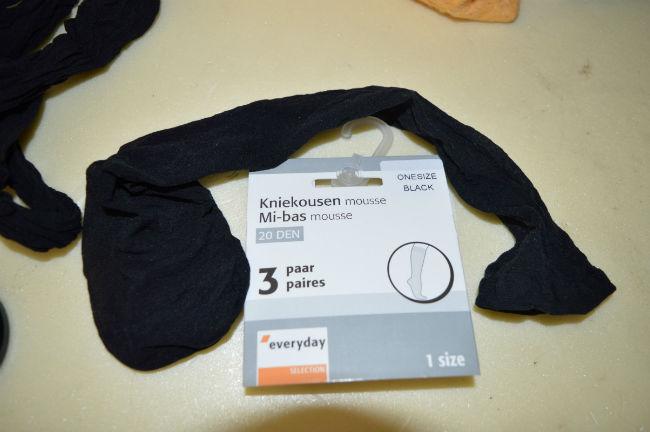 ONESIZE
BLACK
Kniekousen mousse
Mi-bas mousse
20 DEN
3 paar
paires
everyday
SELECTION
1 size